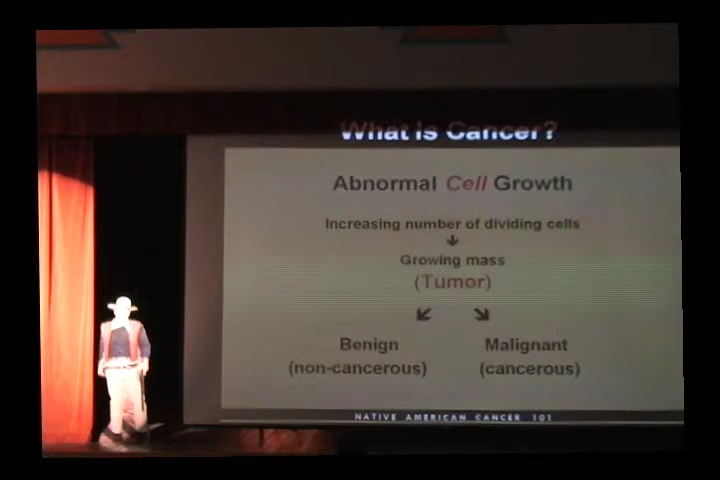 What is Cancer?
Abnormal Cell Growth
Increasing number of dividing cells
Growing mass
(Tumor)
Benign
(non-cancerous)
Malignant
(cancerous)
NATIVE AMERICAN CANCER 101